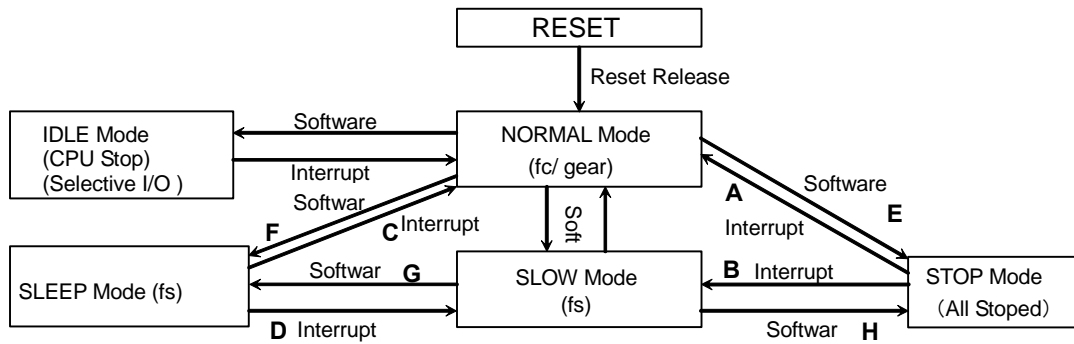 RESET
Reset Release
IDLE Mode
(CPU Stop)
(Selective I/O )
Software
Interrupt
NORMAL Mode
(fc/ gear)
Softwar
F
C
Interrupt
Soft
A
Interrupt
Software
E
SLEEP Mode (fs)
Softwar
G
D
Interrupt
SLOW Mode
(fs)
B
Interrupt
Softwar
H
STOP Mode
（All Stoped）